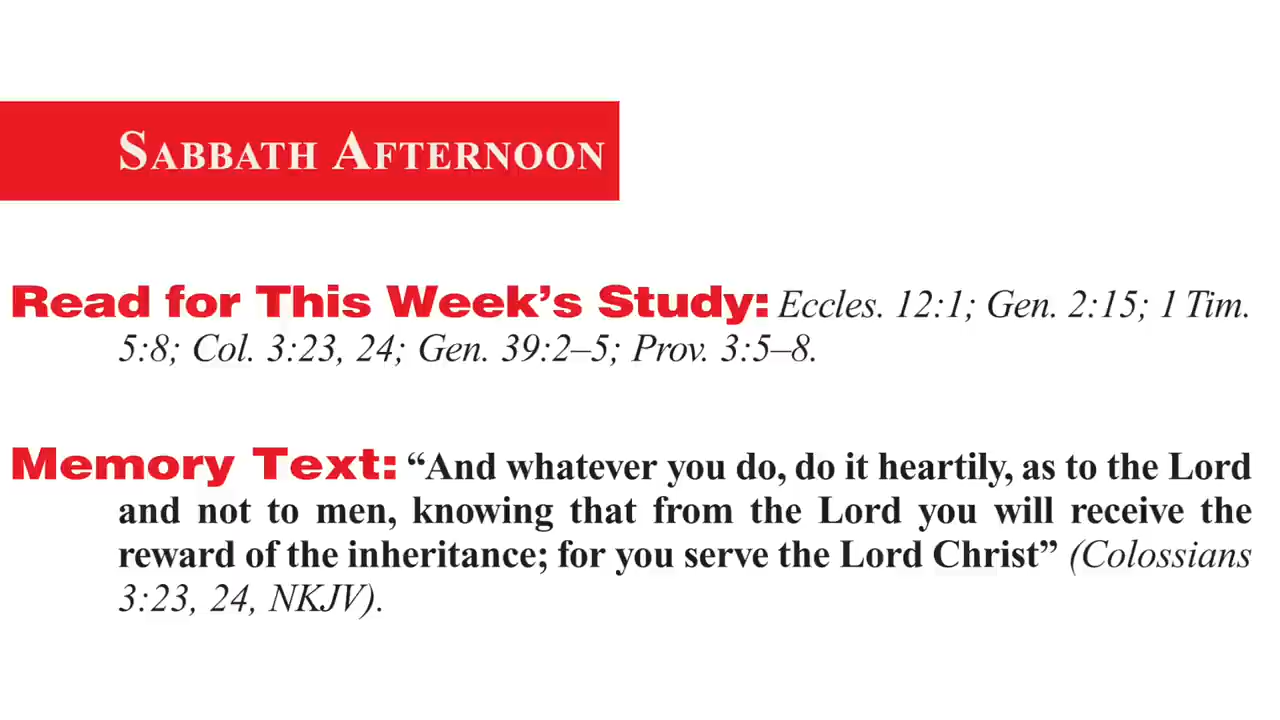 SABBATH AFTERNOON
Read for This Week’s Study: Eccles. 12:1; Gen. 2:15; 1 Tim.
5:8; Col. 3:23, 24; Gen. 39:2–5; Prov. 3:5–8.
Memory Text: “And whatever you do, do it heartily, as to the Lord
and not to men, knowing that from the Lord you will receive the
reward of the inheritance; for you serve the Lord Christ” (Colossians
3:23, 24, NKJV).